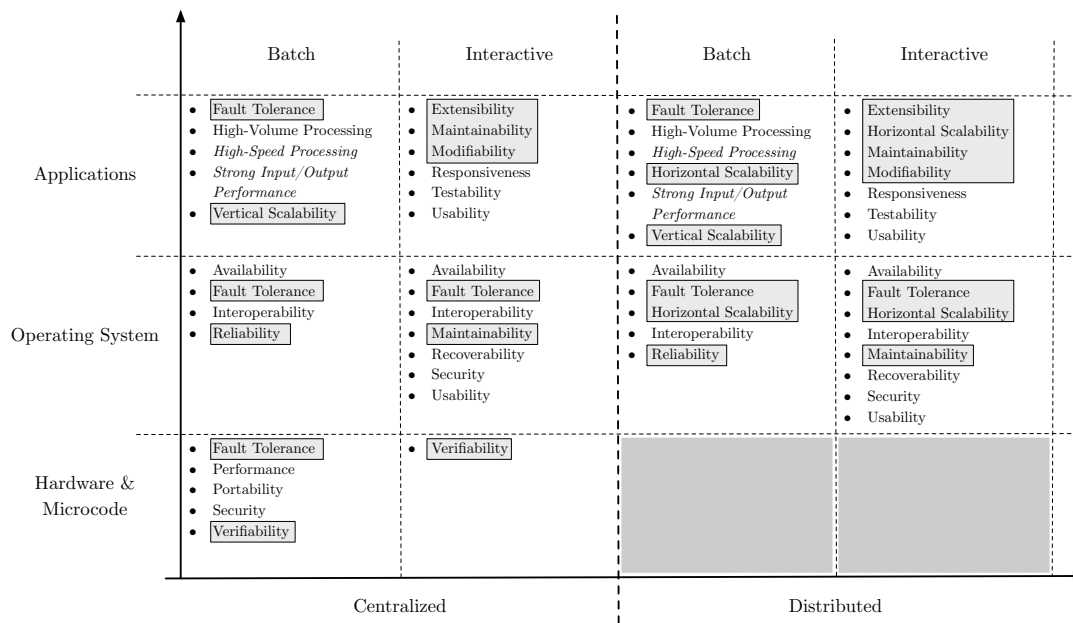 Batch
Interactive
Batch
Interactive
Applications
• Fault Tolerance
• High-Volume Processing
• High-Speed Processing
• Strong Input/Output
Performance
• Vertical Scalability
• Extensibility
• Maintainability
• Modifiability
• Responsiveness
• Testability
• Usability
• Fault Tolerance
• High-Volume Processing
• High-Speed Processing
• Horizontal Scalability
• Strong Input/Output
Performance
• Vertical Scalability
• Extensibility
• Horizontal Scalability
• Maintainability
• Modifiability
• Responsiveness
• Testability
• Usability
Operating System
• Availability
• Fault Tolerance
• Interoperability
• Reliability
• Availability
• Fault Tolerance
• Interoperability
• Maintainability
• Recoverability
• Security
• Usability
• Availability
• Fault Tolerance
• Horizontal Scalability
• Interoperability
• Reliability
• Availability
• Fault Tolerance
• Horizontal Scalability
• Interoperability
• Maintainability
• Recoverability
• Security
• Usability
Hardware &
Microcode
• Fault Tolerance
• Performance
• Portability
• Security
• Verifiability
• Verifiability
Centralized
Distributed